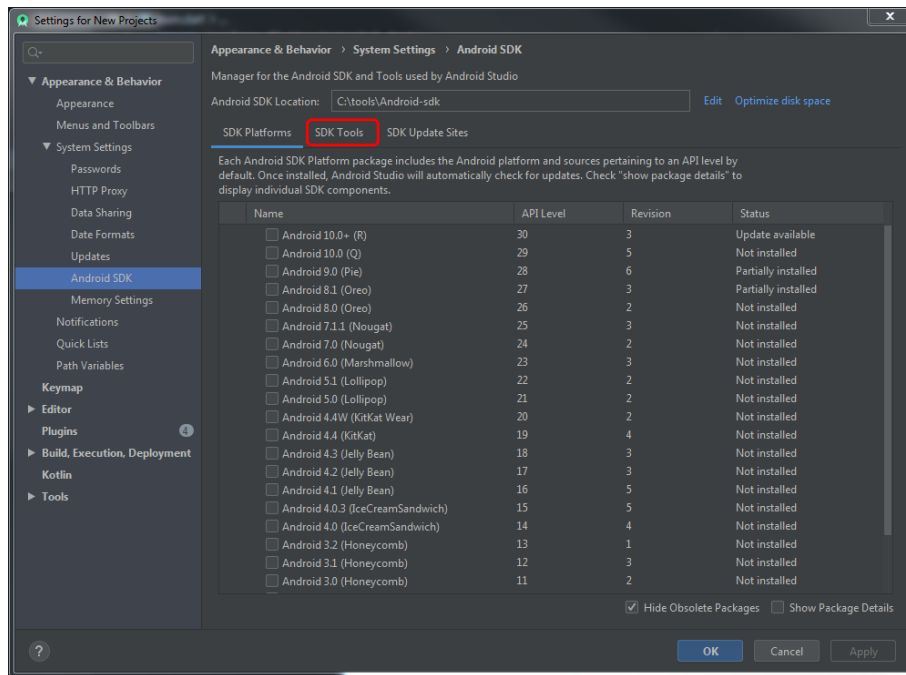 Settings for New Projects
Appearance & Behavior
Appearance
Menus and Toolbars
System Settings
Passwords
HTTP Proxy
Data Sharing
Date Formats
Updates
Android SDK
Memory Settings
Notifications
Quick Lists
Path Variables
Keymap
Editor
Plugins 4
Build, Execution, Deployment
Kotlin
Tools
Appearance & Behavior › System Settings › Android SDK
Manager for the Android SDK and Tools used by Android Studio
Android SDK Location: C:\tools\Android-sdk Edit Optimize disk space
SDK Platforms SDK Tools SDK Update Sites
Each Android SDK Platform package includes the Android platform and sources pertaining to an API level by
default. Once installed, Android Studio will automatically check for updates. Check "show package details" to
display individual SDK components.
Name API Level Revision Status
Android 10.0+ (R) 30 3 Update available
Android 10.0 (Q) 29 5 Not installed
Android 9.0 (Pie) 28 6 Partially installed
Android 8.1 (Oreo) 27 3 Partially installed
Android 8.0 (Oreo) 26 2 Not installed
Android 7.1.1 (Nougat) 25 3 Not installed
Android 7.0 (Nougat) 24 2 Not installed
Android 6.0 (Marshmallow) 23 3 Not installed
Android 5.1 (Lollipop) 22 2 Not installed
Android 5.0 (Lollipop) 21 2 Not installed
Android 4.4W (KitKat Wear) 20 2 Not installed
Android 4.4 (KitKat) 19 4 Not installed
Android 4.3 (Jelly Bean) 18 3 Not installed
Android 4.2 (Jelly Bean) 17 3 Not installed
Android 4.1 (Jelly Bean) 16 5 Not installed
Android 4.0.3 (IceCreamSandwich) 15 5 Not installed
Android 4.0 (IceCreamSandwich) 14 4 Not installed
Android 3.2 (Honeycomb) 13 1 Not installed
Android 3.1 (Honeycomb) 12 3 Not installed
Android 3.0 (Honeycomb) 11 2 Not installed
Hide Obsolete Packages Show Package Details
? OK Cancel Apply